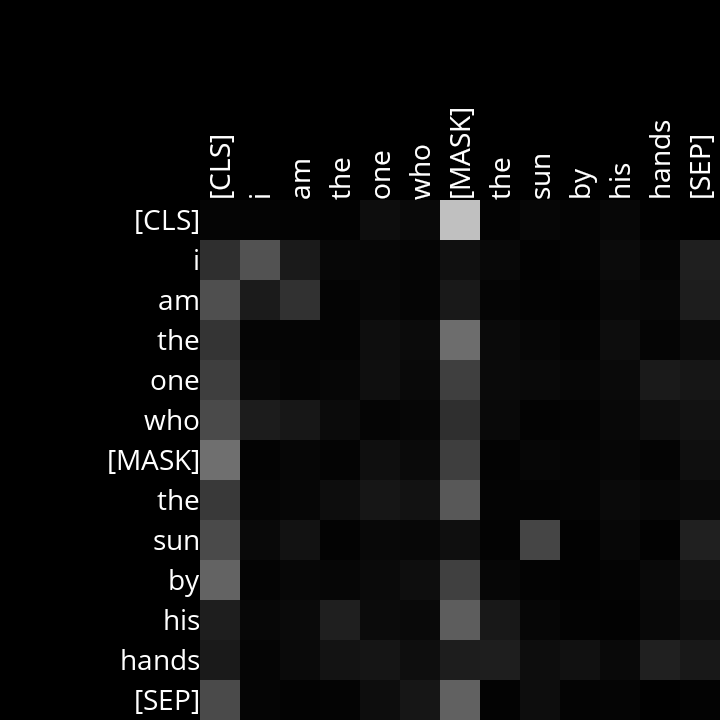 [CLS] i am the one who [MASK] the sun by his hands [SEP]
[CLS]
i
am
the
one
who
[MASK]
the
sun
by
his
hands
[SEP]